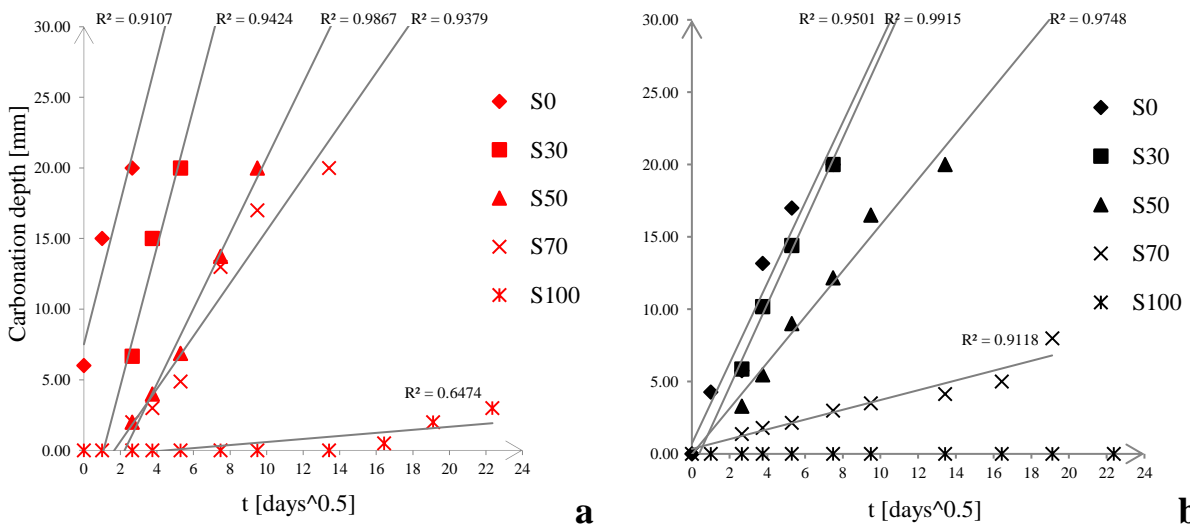 R² = 0.9107
R² = 0.9424
R² = 0.9867
R² = 0.9379
30.00
25.00
20.00
15.00
10.00
5.00
0.00
Carbonation depth [mm]
S0
S30
S50
S70
S100
R² = 0.6474
0 2 4 6 8 10 12 14 16 18 20 22 24
t [days^0.5]
a
R² = 0.9501
R² = 0.9915
R² = 0.9748
30.00
25.00
20.00
15.00
10.00
5.00
0.00
S0
S30
S50
S70
S100
R² = 0.9118
0 2 4 6 8 10 12 14 16 18 20 22 24
t [days^0.5]
b